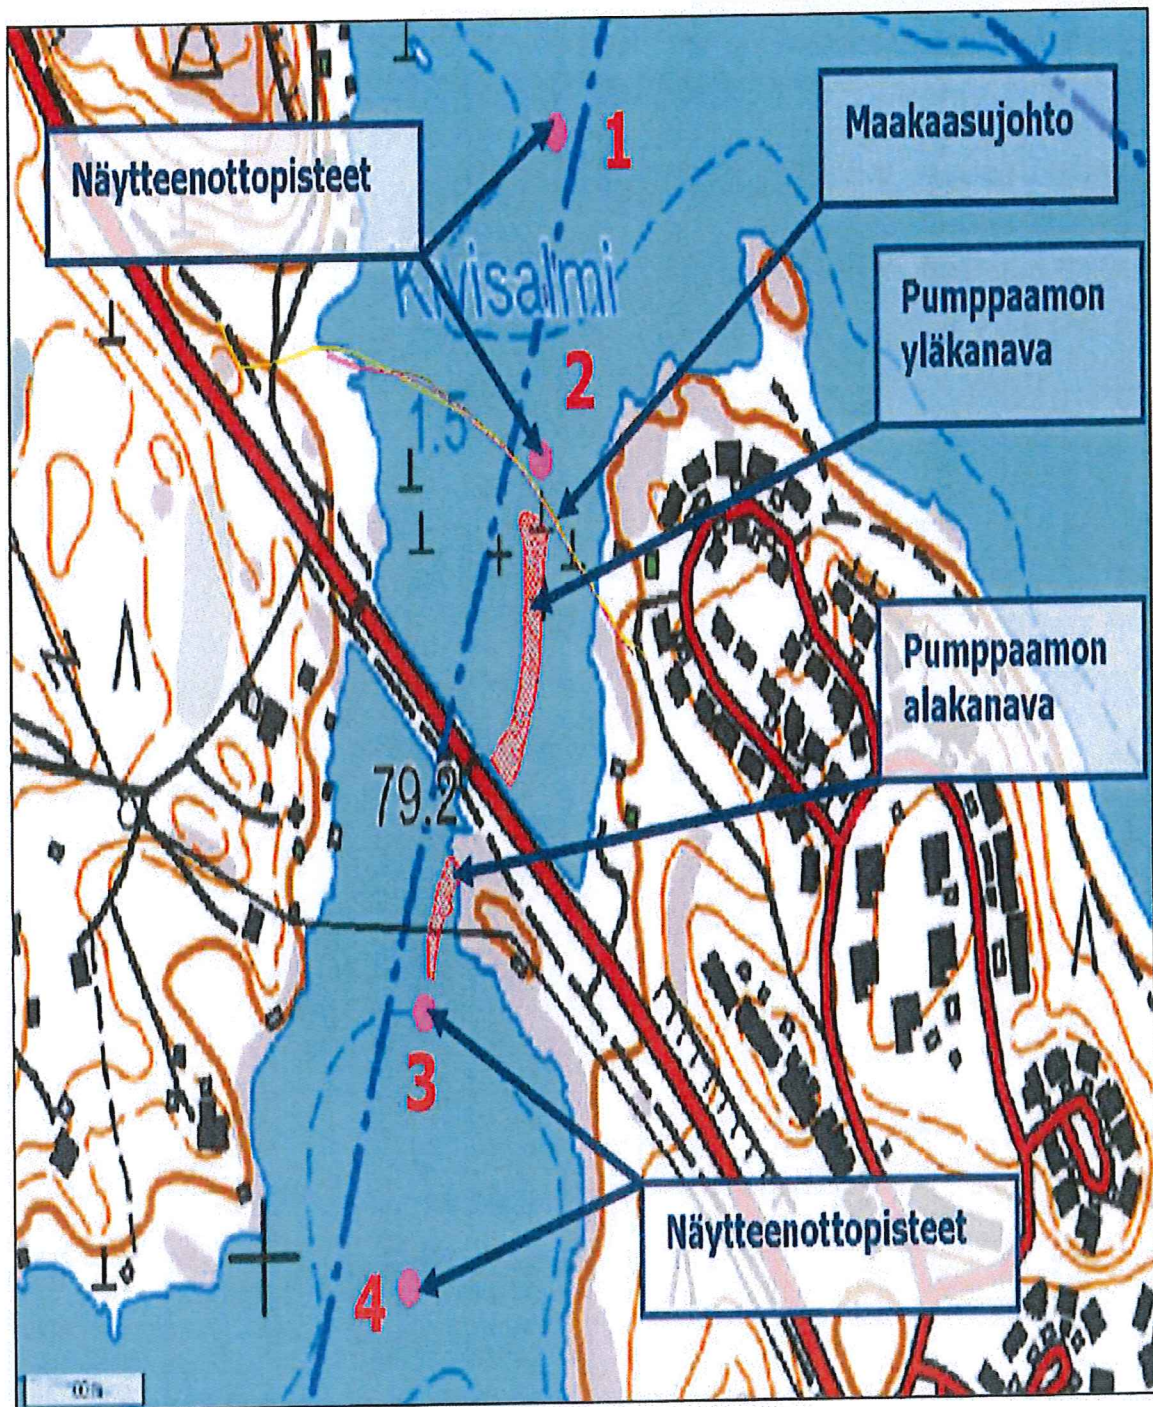 1
Maakaasujohto
Näytteenottopisteet
Kivisalmi
Pumppaamon
yläkanava
2
1.5
Pumppaamon
alakanava
79.2
3
Näytteenottopisteet
4